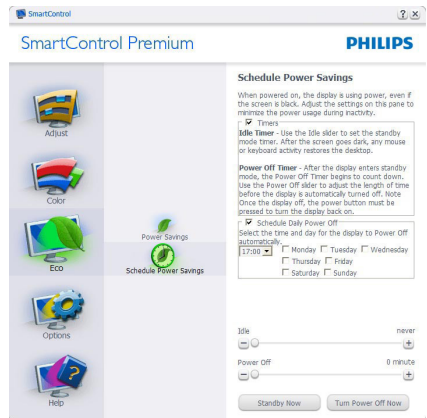 SmartControl
SmartControl Premium
PHILIPS
Adjust
Color
Eco
Options
Help
Power Savings
Schedule Power Savings
Schedule Power Savings
When powered on, the display is using power, even if
the screen is black. Adjust the settings on this pane to
minimize the power usage during inactivity.
Timers
Idle Timer - Use the Idle slider to set the standby
mode timer. After the screen goes dark, any mouse
or keyboard activity restores the desktop.
Power Off Timer - After the display enters standby
mode, the Power Off Timer begins to count down.
Use the Power Off slider to adjust the length of time
before the display is automatically turned off. Note
Once the display off, the power button must be
pressed to turn the display back on.
Schedule Daily Power Off
Select the time and day for the display to Power Off
automatically.
17:00 Monday Tuesday Wednesday
Thursday Friday
Saturday Sunday
Idle never
Power Off 0 minute
Standby Now Turn Power Off Now